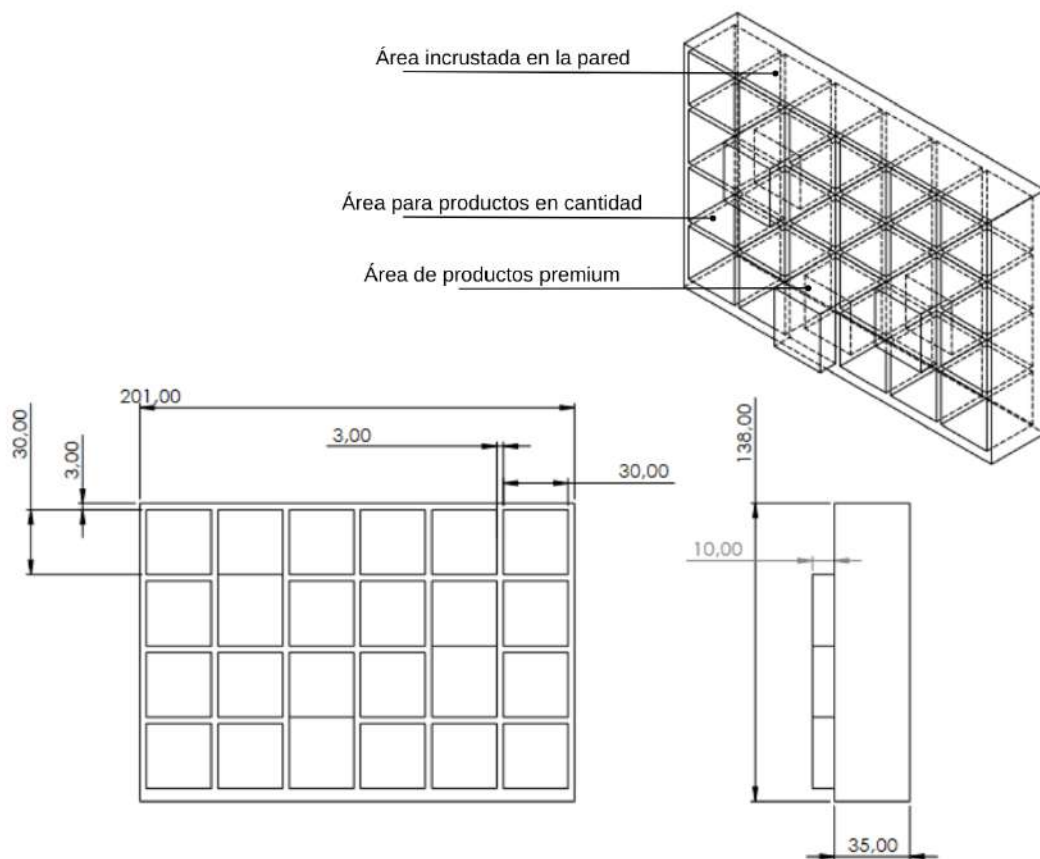 Área incrustada en la pared
Área para productos en cantidad
Área de productos premium
201,00
30,00
3,00
3,00
30,00
138,00
10,00
35,00